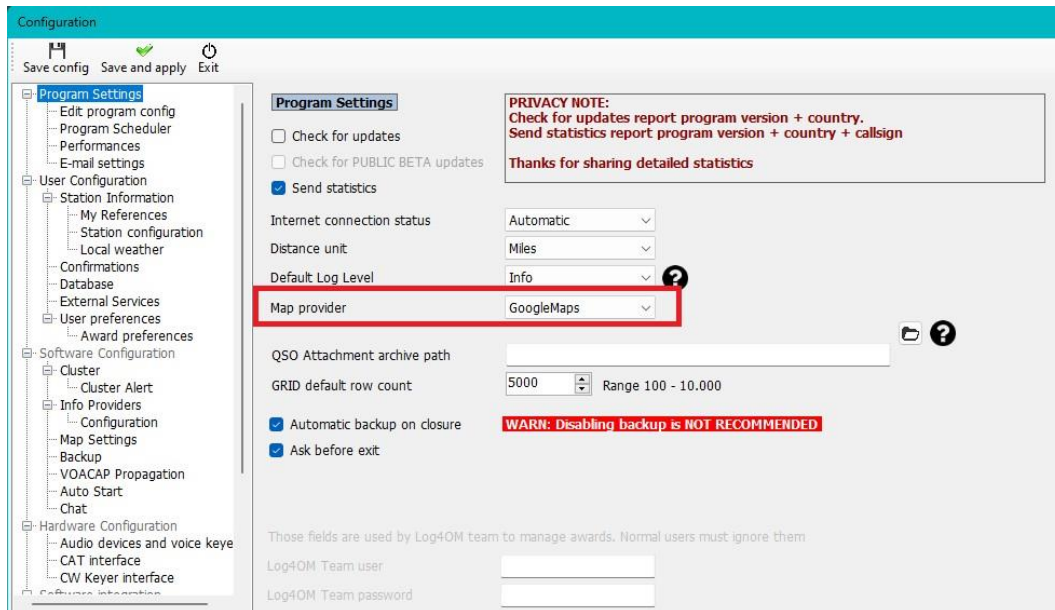 Configuration
Save config Save and apply Exit
Program Settings
Edit program config
Program Scheduler
Performances
E-mail settings
User Configuration
Station Information
My References
Station configuration
Local weather
Confirmations
Database
External Services
User preferences
Award preferences
Software Configuration
Cluster
Cluster Alert
Info Providers
Configuration
Map Settings
Backup
VOACAP Propagation
Auto Start
Chat
Hardware Configuration
Audio devices and voice keye
CAT interface
CW Keyer interface
Software integration
Program Settings
Check for updates
Check for PUBLIC BETA updates
Send statistics
PRIVACY NOTE:
Check for updates report program version + country.
Send statistics report program version + country + callsign
Thanks for sharing detailed statistics
Internet connection status Automatic
Distance unit Miles
Default Log Level Info ?
Map provider GoogleMaps
?
QSO Attachment archive path
GRID default row count 5000 Range 100 - 10.000
Automatic backup on closure WARN: Disabling backup is NOT RECOMMENDED
Ask before exit
Those fields are used by Log4OM team to manage awards. Normal users must ignore them
Log4OM Team user
Log4OM Team password